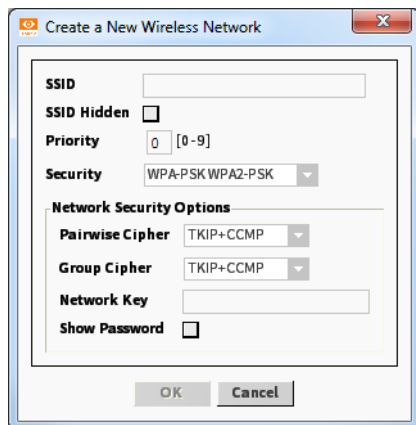 Create a New Wireless Network
SSID
SSID Hidden
Priority 0 [0-9]
Security WPA-PSK WPA2-PSK
Network Security Options
Pairwise Cipher TKIP+CCMP
Group Cipher TKIP+CCMP
Network Key
Show Password
OK Cancel